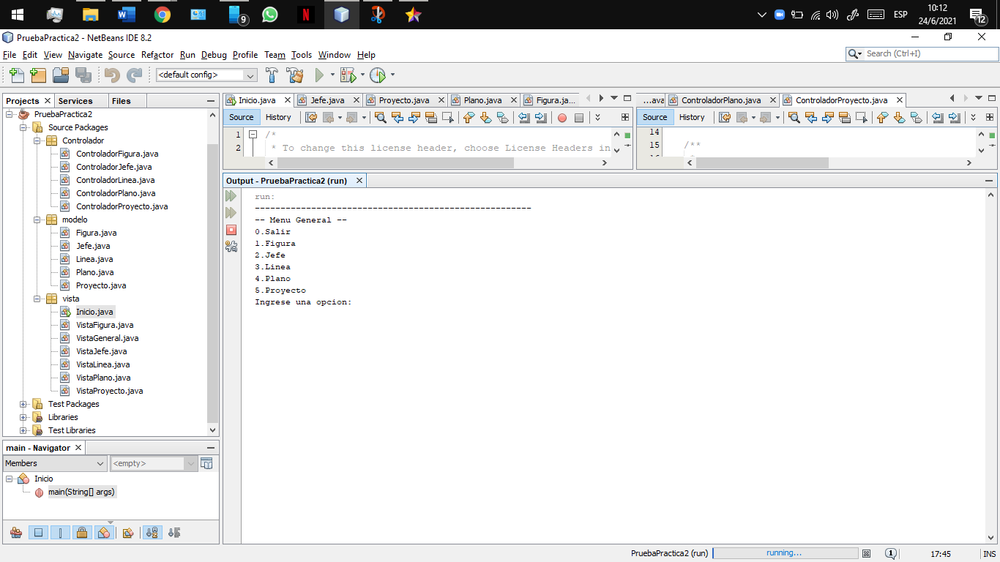 9
ESP
10:12
24/6/2021
12
PruebaPractica2 - NetBeans IDE 8.2
File Edit View Navigate Source Refactor Run Debug Profile Team Tools Window Help
Search (Ctrl+I)
<default config>
Projects Services Files
PruebaPractica2
Source Packages
Controlador
ControladorFigura.java
ControladorJefe.java
ControladorLinea.java
ControladorPlano.java
ControladorProyecto.java
modelo
Figura.java
Jefe.java
Linea.java
Plano.java
Proyecto.java
vista
Inicio.java
VistaFigura.java
VistaGeneral.java
VistaJefe.java
VistaLinea.java
VistaPlano.java
VistaProyecto.java
Test Packages
Libraries
Test Libraries
main - Navigator
Members <empty>
Inicio
main(String[] args)
Inicio.java Jefe.java Proyecto.java Plano.java Figura.ja...
Source History
1 /*
2 * To change this license header, choose License Headers in
...ava ControladorPlano.java ControladorProyecto.java
Source History
14
15 /**
Output - PruebaPractica2 (run)
run:
------------------------------------------------------
-- Menu General --
0.Salir
1.Figura
2.Jefe
3.Linea
4.Plano
5.Proyecto
Ingrese una opcion:
PruebaPractica2 (run) running... 1 17:45 INS